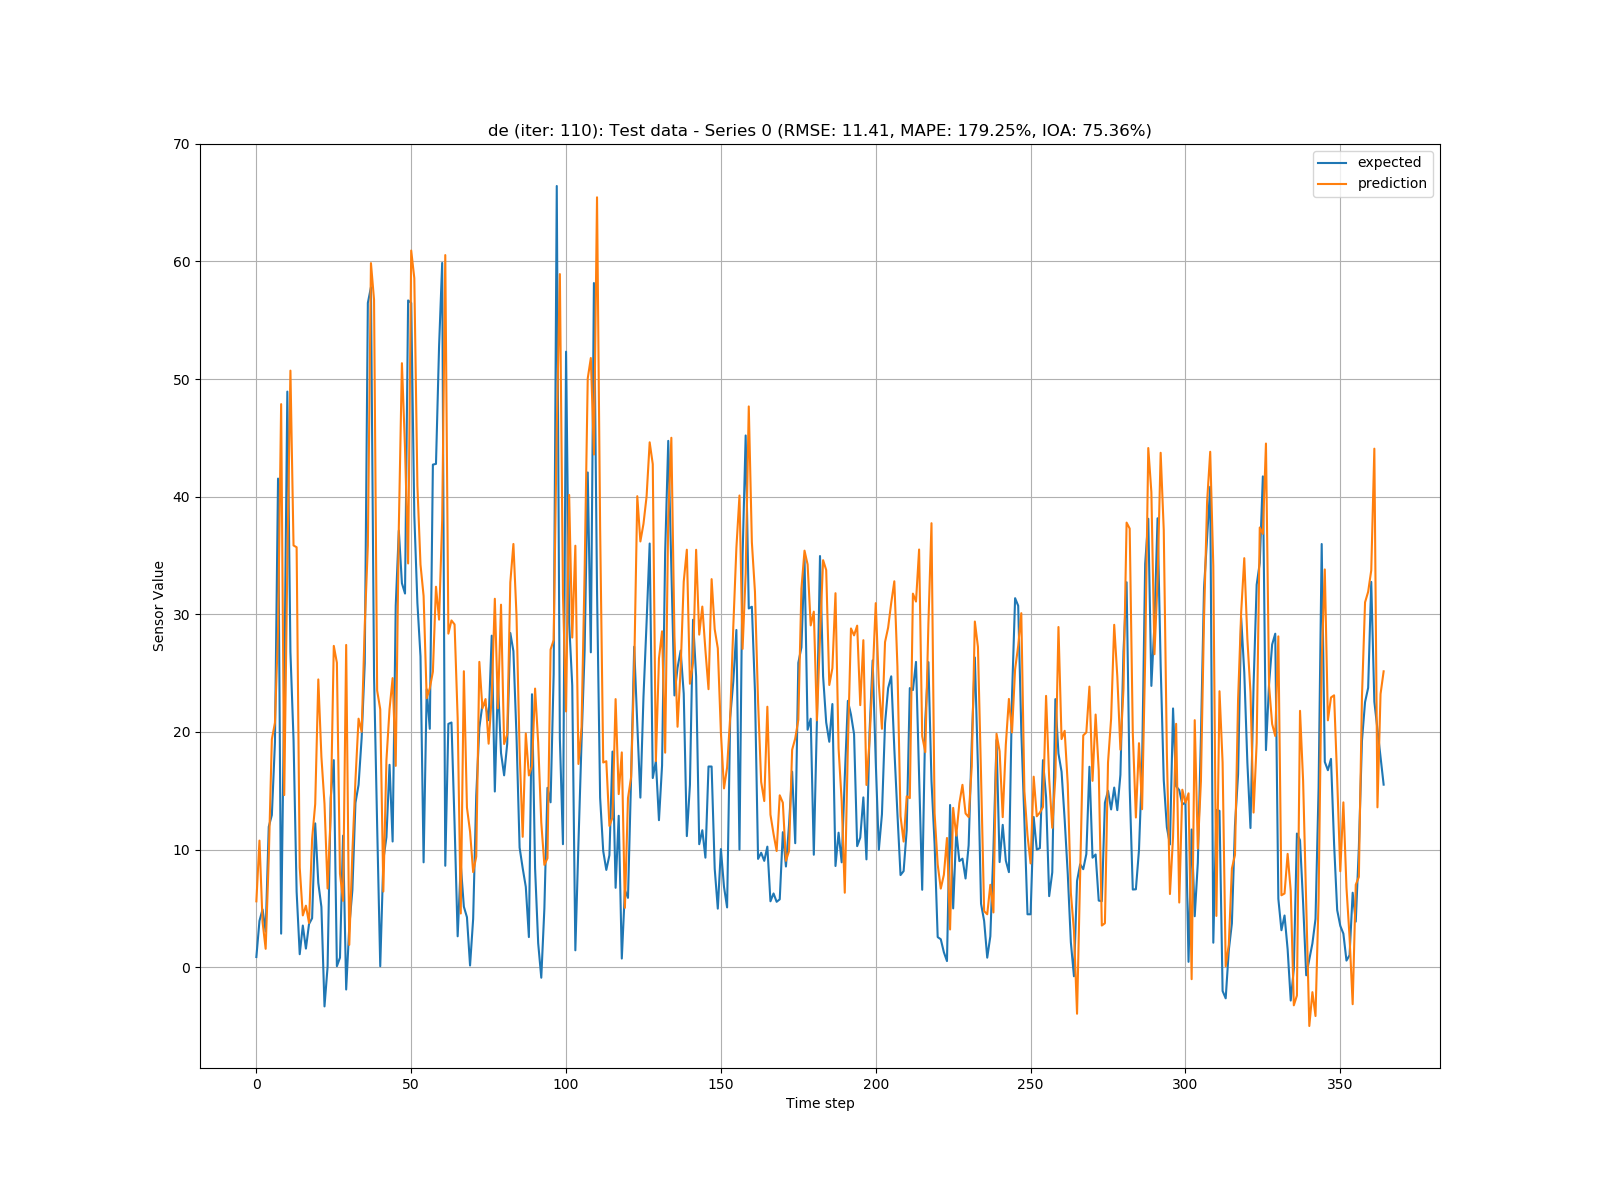 de (iter: 110): Test data - Series 0 (RMSE: 11.41, MAPE: 179.25%, IOA: 75.36%)
expected
prediction
Sensor Value
70
60
50
40
30
20
10
0
0 50 100 150 200 250 300 350
Time step